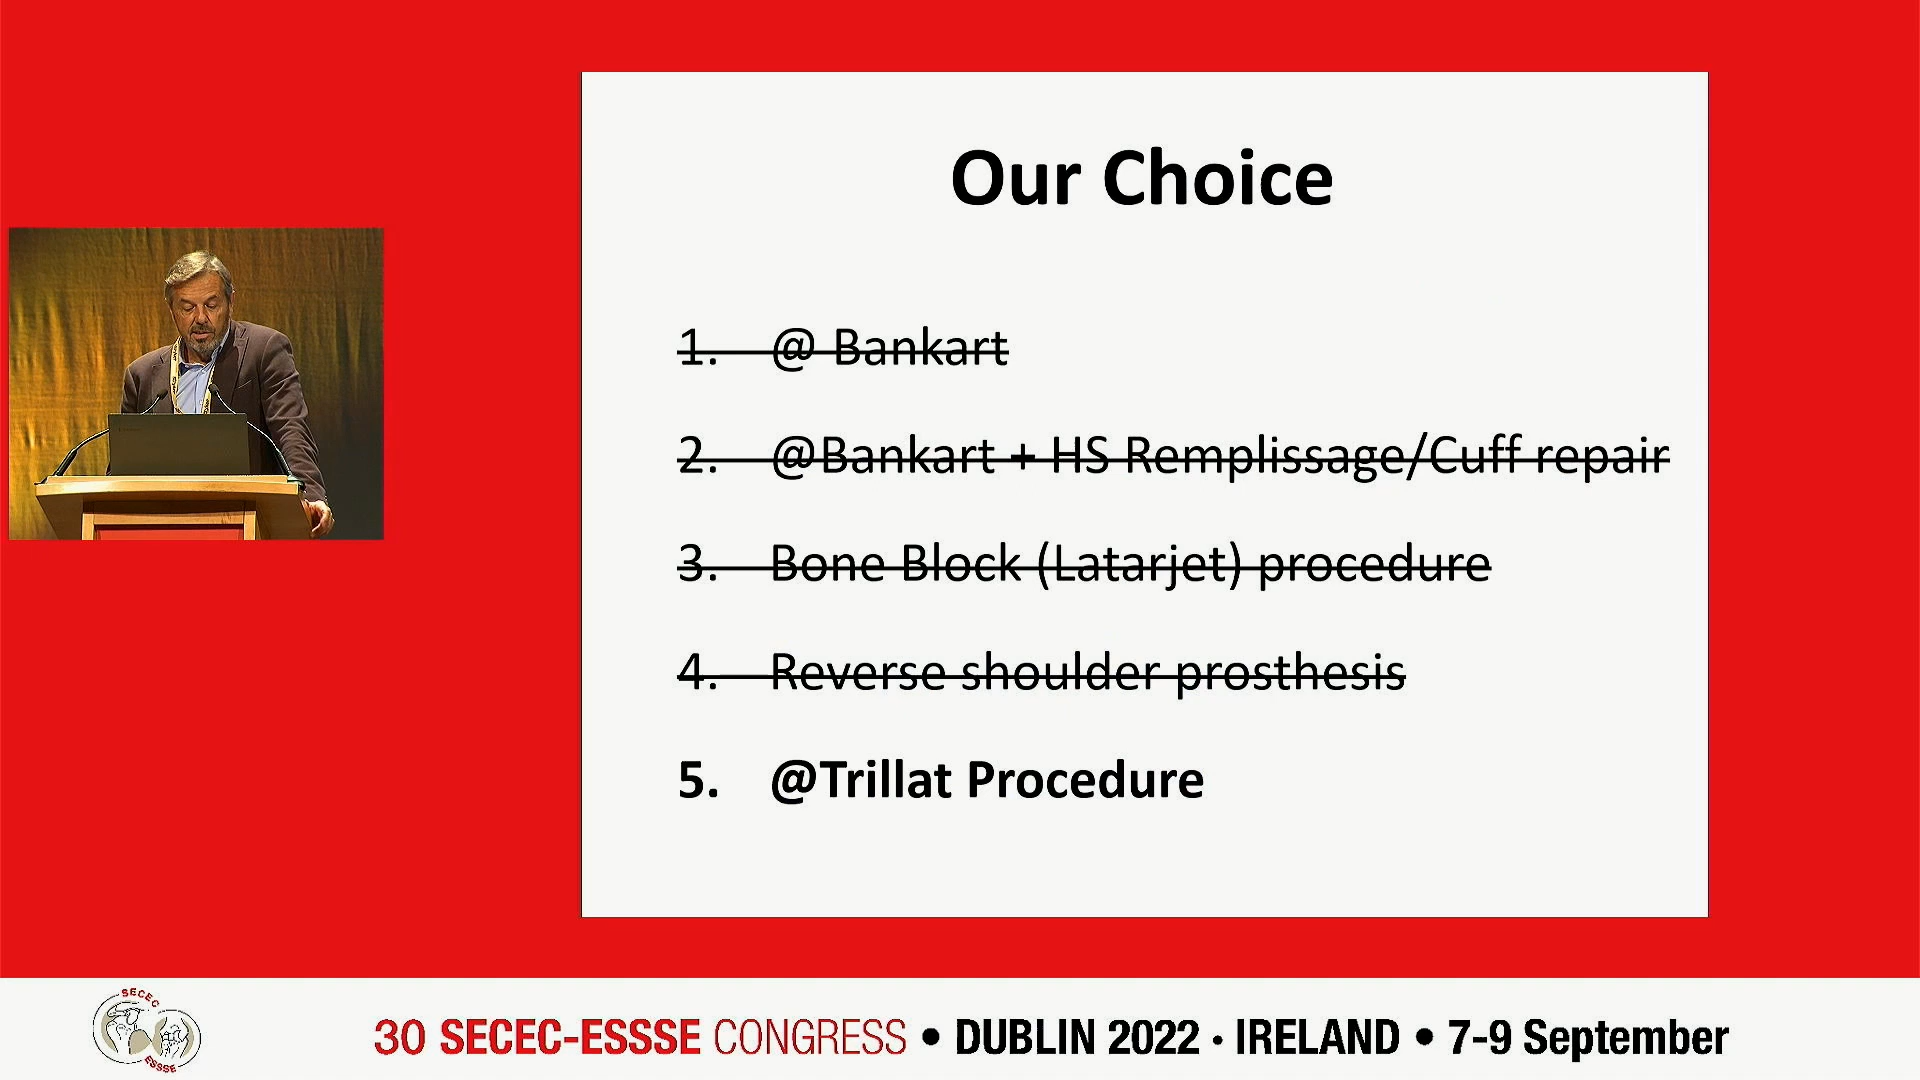 Our Choice
1. @ Bankart
2. @Bankart + HS Remplissage/Cuff repair
3. Bone Block (Latarjet) procedure
4. Reverse shoulder prosthesis
5. @Trillat Procedure
SECEC
ESSSE
30 SECEC-ESSSE CONGRESS • DUBLIN 2022 • IRELAND • 7-9 September